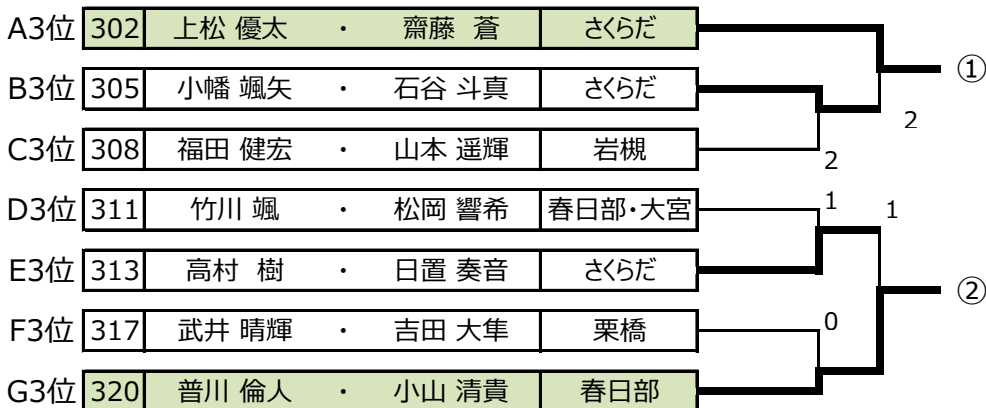 A3位 302 上松 優太 ・ 齋藤 蒼 さくらだ
①
B3位 305 小幡 颯矢 ・ 石谷 斗真 さくらだ
2
C3位 308 福田 健宏 ・ 山本 遥輝 岩槻
2
D3位 311 竹川 颯 ・ 松岡 響希 春日部・大宮
1 1
E3位 313 高村 樹 ・ 日置 奏音 さくらだ
②
F3位 317 武井 晴輝 ・ 吉田 大隼 栗橋
0
G3位 320 普川 倫人 ・ 小山 清貴 春日部